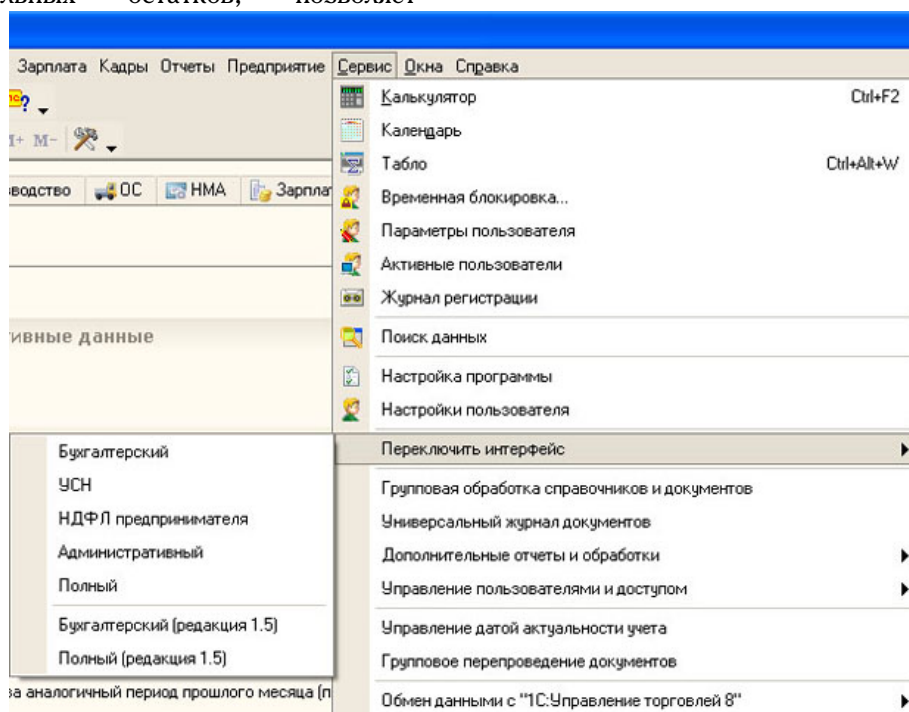 остатков, позволяет
Зарплата Кадры Отчеты Предприятие Сервис Окна Справка
Калькулятор Ctrl+F2
M+ M-
Календарь
Табло Ctrl+Alt+W
ОС НМА
Временная блокировка...
Параметры пользователя
Активные пользователи
Журнал регистрации
данные
Поиск данных
Настройка программы
Настройки пользователя
Переключить интерфейс
Бухгалтерский
УСН
НДФЛ предпринимателя
Административный
Полный
Бухгалтерский (редакция 1.5)
Полный (редакция 1.5)
Групповая обработка справочников и документов
Универсальный журнал документов
Дополнительные отчеты и обработки
Управление пользователями и доступом
Управление датой актуальности учета
Групповое перепроведение документов
Обмен данными с "1С:Управление торговлей 8"
за аналогичный период прошлого месяца (п